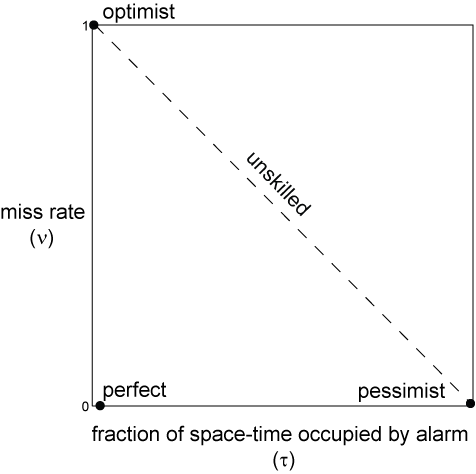 optimist
1
unskilled
miss rate
(ν)
perfect
pessimist
0
fraction of space-time occupied by alarm
(τ)